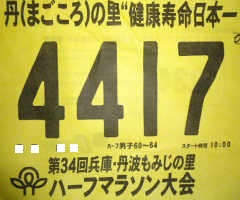 丹(まごころ)の里“健康寿命日本一
の
4417
ハーフ男子60〜64
スタート時間 10:00
第34回兵庫・丹波もみじの里
ハーフマラソン大会